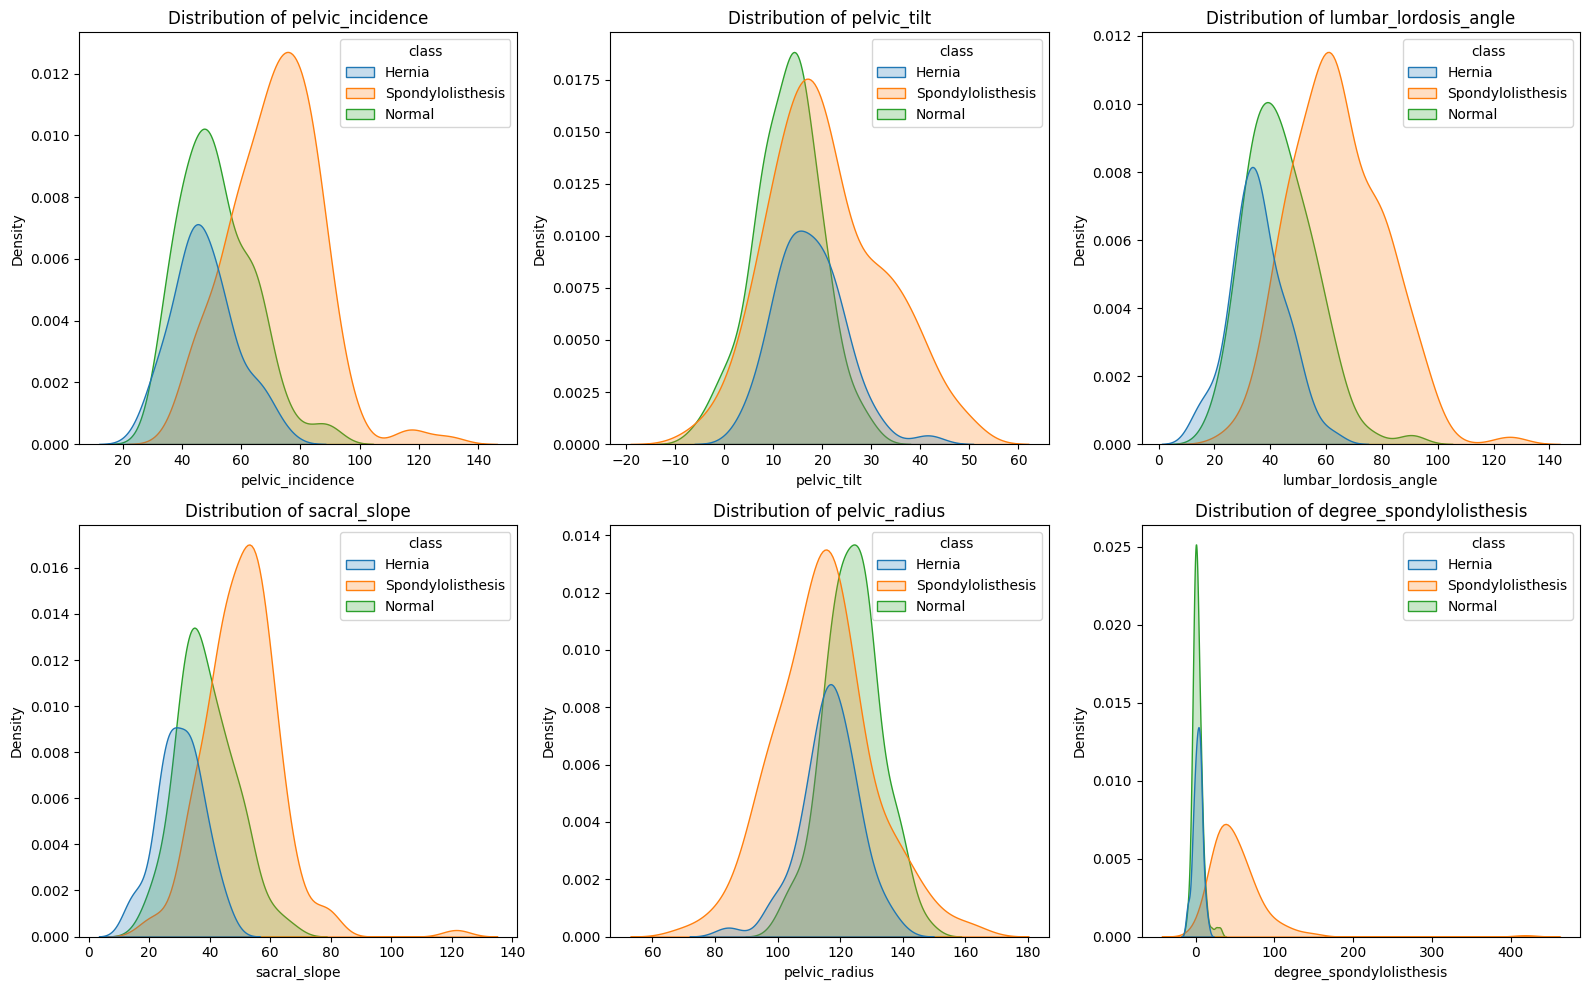 Distribution of pelvic_incidence
class
Hernia
Spondylolisthesis
Normal
0.012
0.010
0.008
0.006
0.004
0.002
0.000
Density
20 40 60 80 100 120 140
pelvic_incidence
Distribution of pelvic_tilt
class
Hernia
Spondylolisthesis
Normal
0.0175
0.0150
0.0125
0.0100
0.0075
0.0050
0.0025
0.0000
Density
−20 −10 0 10 20 30 40 50 60
pelvic_tilt
Distribution of lumbar_lordosis_angle
class
Hernia
Spondylolisthesis
Normal
0.012
0.010
0.008
0.006
0.004
0.002
0.000
Density
0 20 40 60 80 100 120 140
lumbar_lordosis_angle
Distribution of sacral_slope
class
Hernia
Spondylolisthesis
Normal
0.016
0.014
0.012
0.010
0.008
0.006
0.004
0.002
0.000
Density
0 20 40 60 80 100 120 140
sacral_slope
Distribution of pelvic_radius
class
Hernia
Spondylolisthesis
Normal
0.014
0.012
0.010
0.008
0.006
0.004
0.002
0.000
Density
60 80 100 120 140 160 180
pelvic_radius
Distribution of degree_spondylolisthesis
class
Hernia
Spondylolisthesis
Normal
0.025
0.020
0.015
0.010
0.005
0.000
Density
0 100 200 300 400
degree_spondylolisthesis